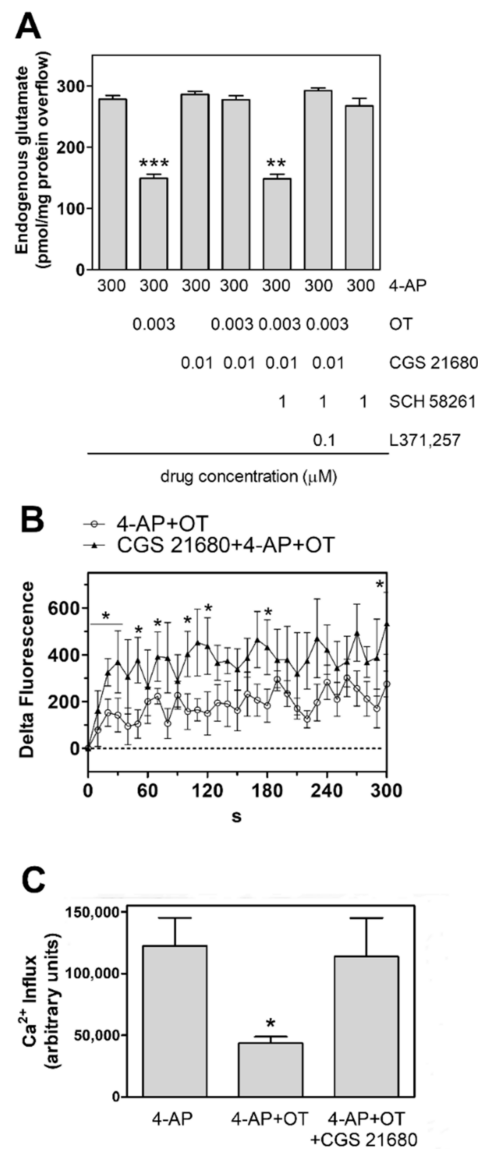 A
Endogenous glutamate
(pmol/mg protein overflow)
300
200
100
0
***
**
300 300 300 300 300 300 300 4-AP
0.003 0.003 0.003 0.003 OT
0.01 0.01 0.01 0.01 CGS 21680
1 1 1 SCH 58261
0.1 L371,257
drug concentration (μM)
B
4-AP+OT
CGS 21680+4-AP+OT
Delta Fluorescence
600
400
200
0
* * * * * * *
0 60 120 180 240 300
s
C
Ca2+ Influx
(arbitrary units)
150,000
100,000
50,000
0
*
4-AP 4-AP+OT 4-AP+OT
+CGS 21680